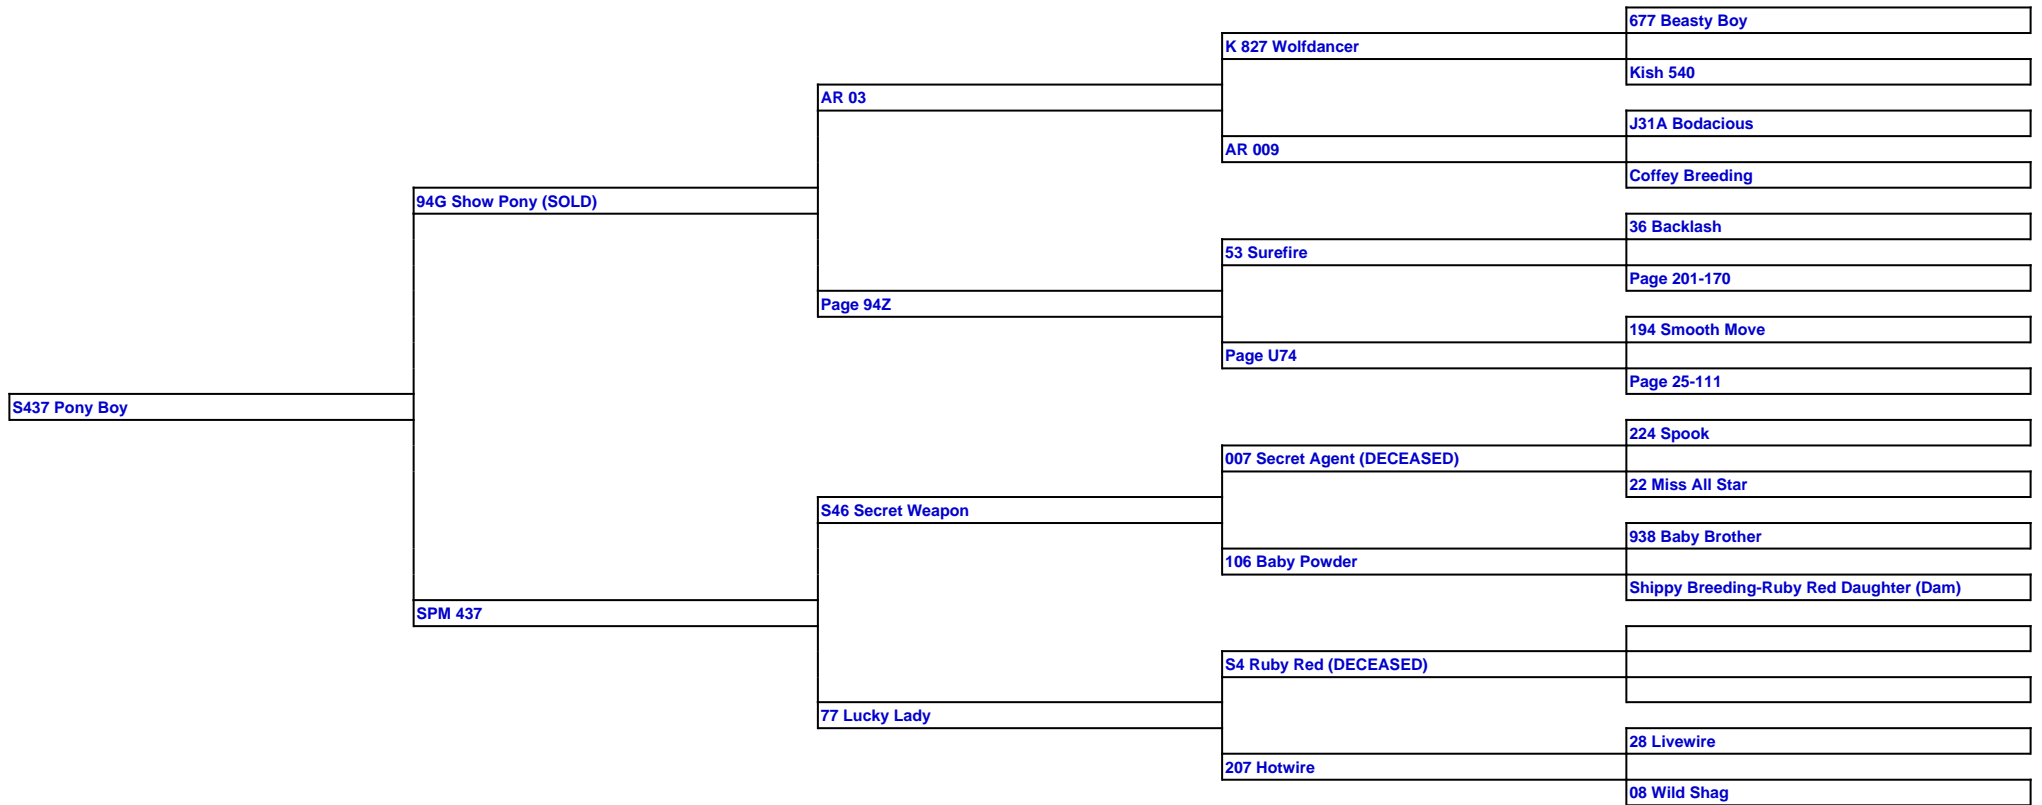 677 Beasty Boy
K 827 Wolfdancer
Kish 540
AR 03
J31A Bodacious
AR 009
Coffey Breeding
94G Show Pony (SOLD)
36 Backlash
53 Surefire
Page 201-170
Page 94Z
194 Smooth Move
Page U74
Page 25-111
S437 Pony Boy
224 Spook
007 Secret Agent (DECEASED)
22 Miss All Star
S46 Secret Weapon
938 Baby Brother
106 Baby Powder
Shippy Breeding-Ruby Red Daughter (Dam)
SPM 437
S4 Ruby Red (DECEASED)
77 Lucky Lady
28 Livewire
207 Hotwire
08 Wild Shag